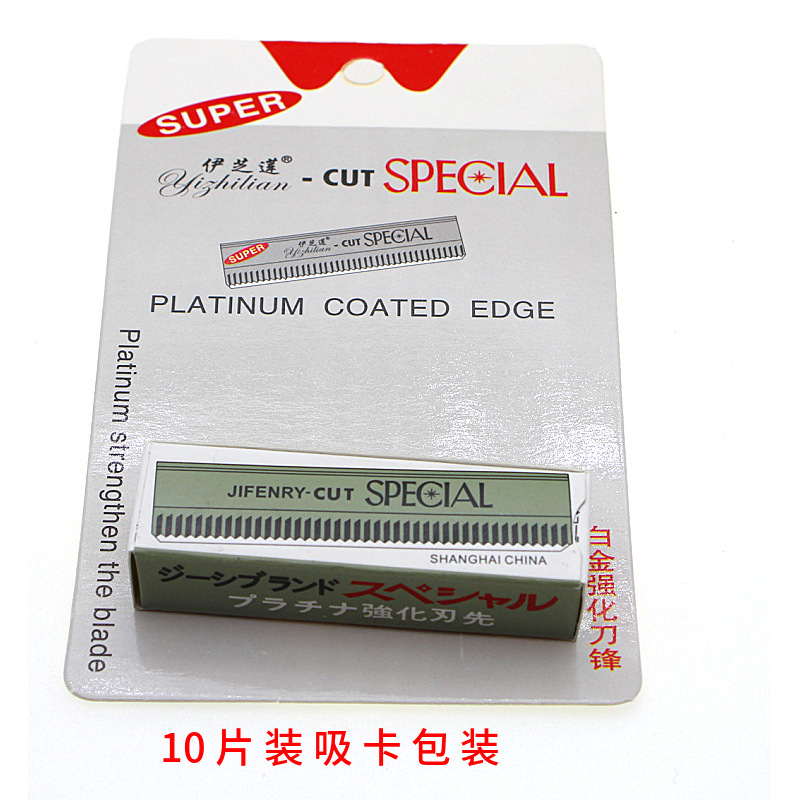 SUPER
伊芝莲®
Yizhilian - CUT SPECIAL
SUPER 伊芝莲® Yizhilian - CUT SPECIAL
PLATINUM COATED EDGE
Platinum strengthen the blade
JIFENRY-CUT SPECIAL
SHANGHAI CHINA
ジーシブランド スペシャル
プラチナ強化刃先
白金强化刀锋
10片装吸卡包装